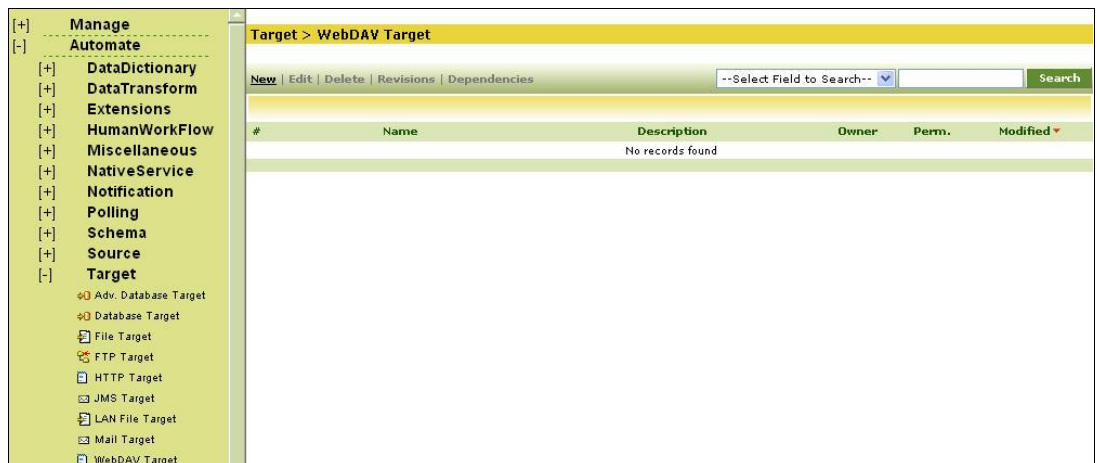 [+] Manage
[-] Automate
[+] DataDictionary
[+] DataTransform
[+] Extensions
[+] HumanWorkFlow
[+] Miscellaneous
[+] NativeService
[+] Notification
[+] Polling
[+] Schema
[+] Source
[-] Target
Adv. Database Target
Database Target
File Target
FTP Target
HTTP Target
JMS Target
LAN File Target
Mail Target
WebDAV Target
Target > WebDAV Target
New | Edit | Delete | Revisions | Dependencies --Select Field to Search-- Search
# Name Description Owner Perm. Modified
No records found